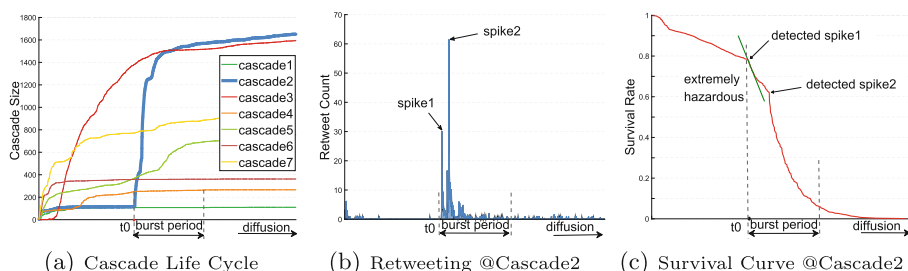 Cascade Size
1800
1600
1400
1200
1000
800
600
400
200
0
cascade1
cascade2
cascade3
cascade4
cascade5
cascade6
cascade7
t0
burst period
diffusion
(a) Cascade Life Cycle
Retweet Count
70
60
50
40
30
20
10
0
spike1
spike2
t0
burst period
diffusion
(b) Retweeting @Cascade2
Survival Rate
1
0.8
0.6
0.4
0.2
0
detected spike1
extremely
hazardous
detected spike2
t0
burst period
diffusion
(c) Survival Curve @Cascade2